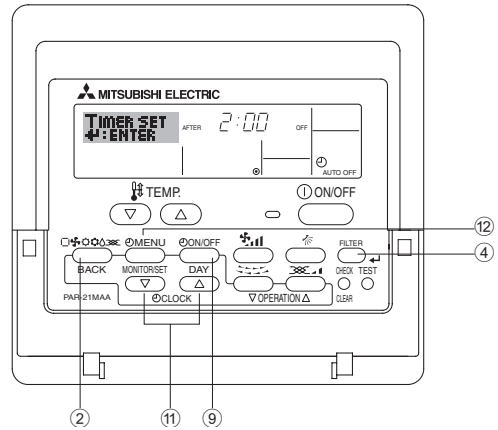 MITSUBISHI ELECTRIC
TIMER SET
↵:ENTER
AFTER 2:00 OFF
AUTO OFF
TEMP. ON/OFF
MENU ON/OFF FILTER
BACK MONITOR/SET DAY CHECK TEST
PAR-21MAA CLOCK ▽ OPERATION △ CLEAR
⑫
④
② ⑪ ⑨